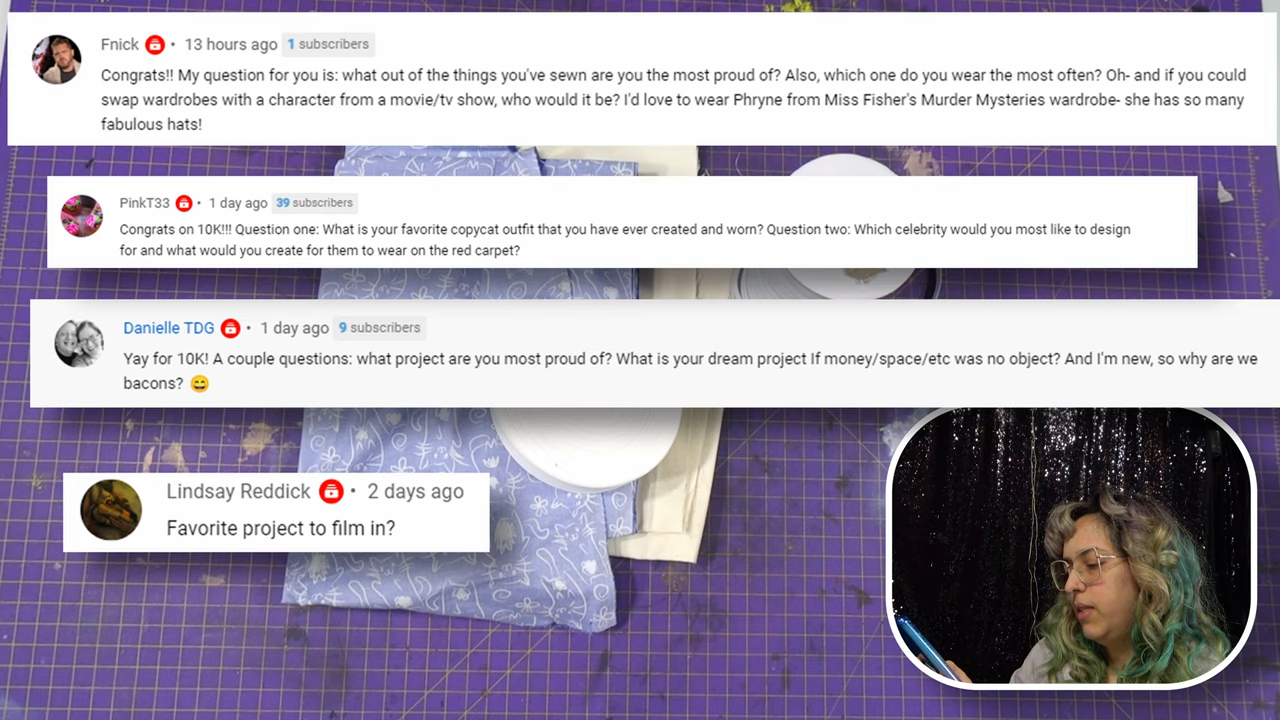 Fnick • 13 hours ago 1 subscribers
Congrats!! My question for you is: what out of the things you've sewn are you the most proud of? Also, which one do you wear the most often? Oh- and if you could
swap wardrobes with a character from a movie/tv show, who would it be? I'd love to wear Phryne from Miss Fisher's Murder Mysteries wardrobe- she has so many
fabulous hats!
PinkT33 • 1 day ago 39 subscribers
Congrats on 10K!!! Question one: What is your favorite copycat outfit that you have ever created and worn? Question two: Which celebrity would you most like to design
for and what would you create for them to wear on the red carpet?
Danielle TDG • 1 day ago 9 subscribers
Yay for 10K! A couple questions: what project are you most proud of? What is your dream project If money/space/etc was no object? And I'm new, so why are we
bacons? 😄
Lindsay Reddick • 2 days ago
Favorite project to film in?